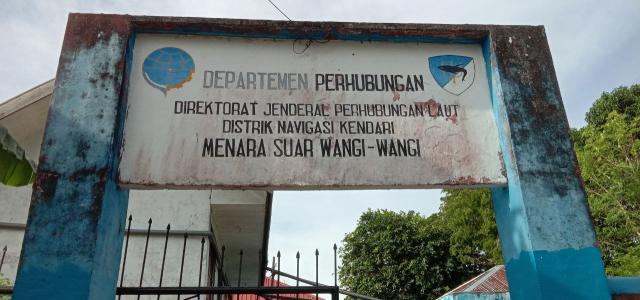 DEPARTEMEN PERHUBUNGAN
DIREKTORAT JENDERAL PERHUBUNGAN LAUT
DISTRIK NAVIGASI KENDARI
MENARA SUAR WANGI-WANGI